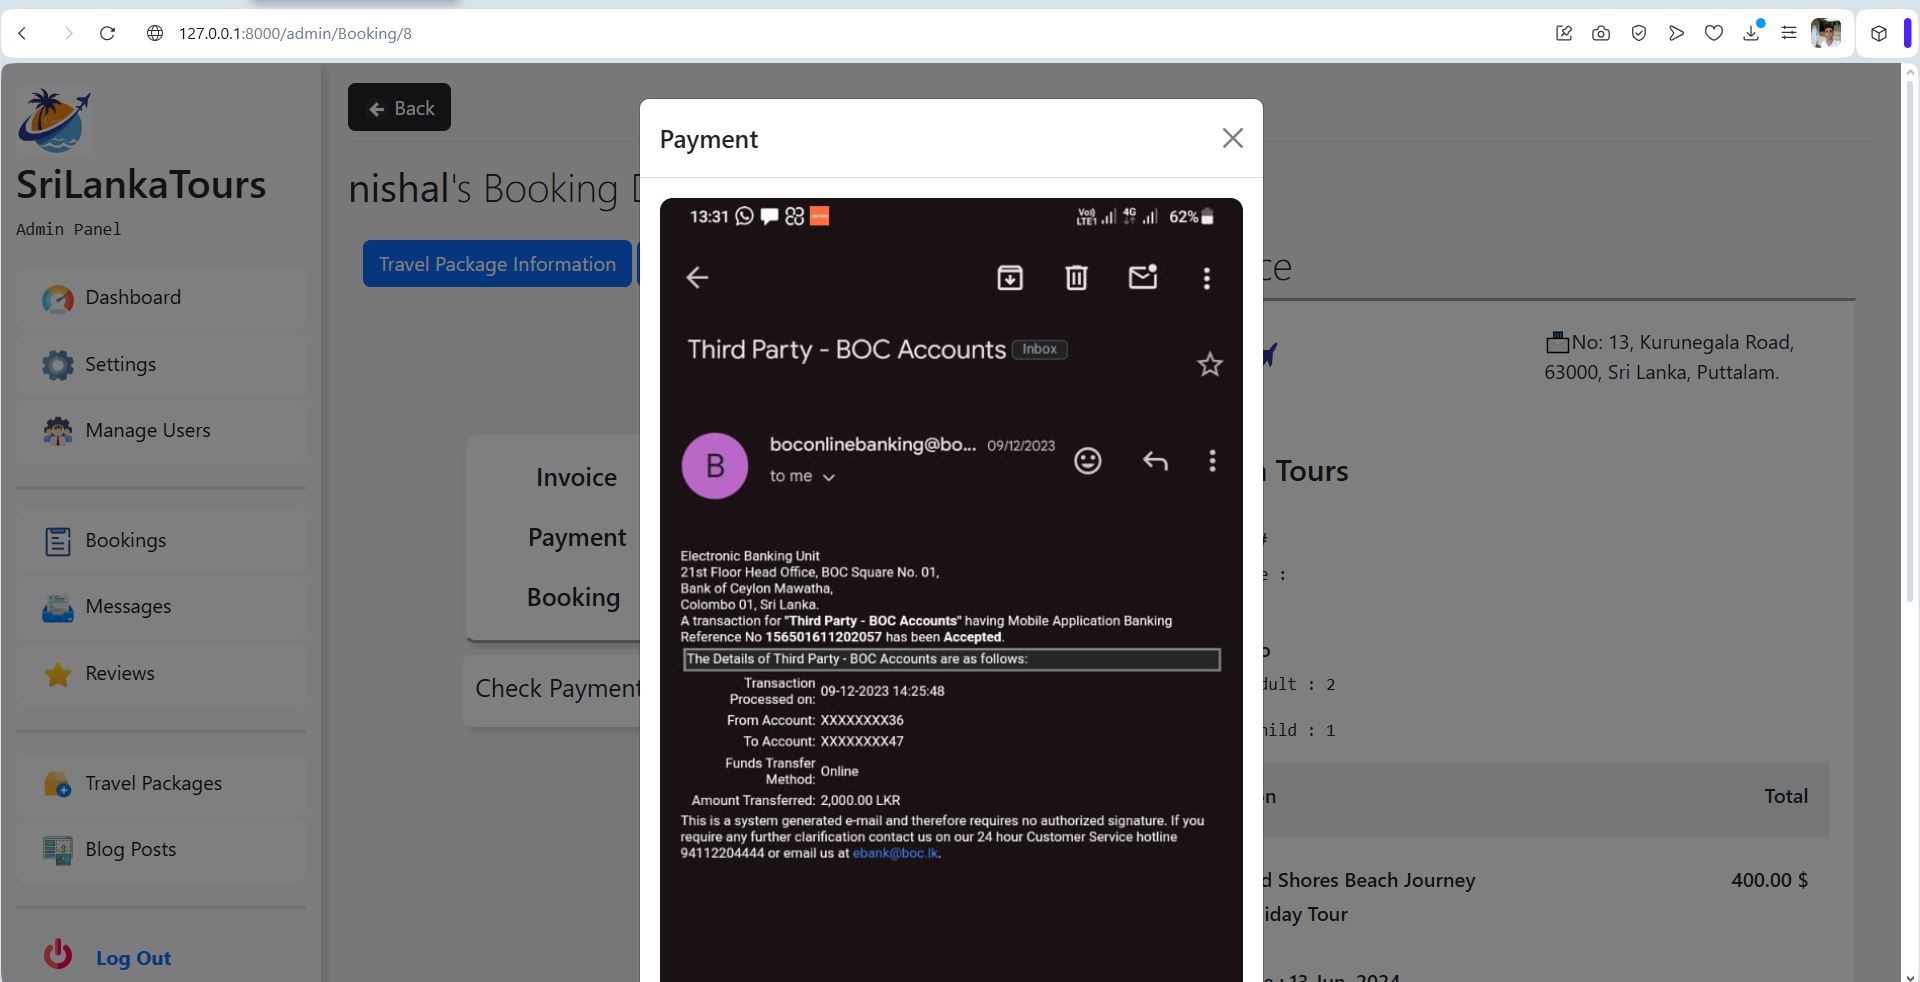 127.0.0.1:8000/admin/Booking/8
SriLankaTours
Admin Panel
Dashboard
Settings
Manage Users
Bookings
Messages
Reviews
Travel Packages
Blog Posts
Log Out
Back
nishal's Booking
Travel Package Information
Invoice
Payment
Booking
Check Payment
Payment
13:31
Vo) LTE1 4G 62%
Third Party - BOC Accounts Inbox
B
boconlinebanking@bo... 09/12/2023
to me
Electronic Banking Unit
21st Floor Head Office, BOC Square No. 01,
Bank of Ceylon Mawatha,
Colombo 01, Sri Lanka.
A transaction for "Third Party - BOC Accounts" having Mobile Application Banking
Reference No 156501611202057 has been Accepted.
The Details of Third Party - BOC Accounts are as follows:
Transaction
Processed on: 09-12-2023 14:25:48
From Account: XXXXXXXX36
To Account: XXXXXXXX47
Funds Transfer
Method: Online
Amount Transferred: 2,000.00 LKR
This is a system generated e-mail and therefore requires no authorized signature. If you
require any further clarification contact us on our 24 hour Customer Service hotline
94112204444 or email us at ebank@boc.lk.
ce
No: 13, Kurunegala Road,
63000, Sri Lanka, Puttalam.
Tours
#
e :
o
dult : 2
hild : 1
on Total
d Shores Beach Journey 400.00 $
iday Tour
e : 13 Jun, 2024